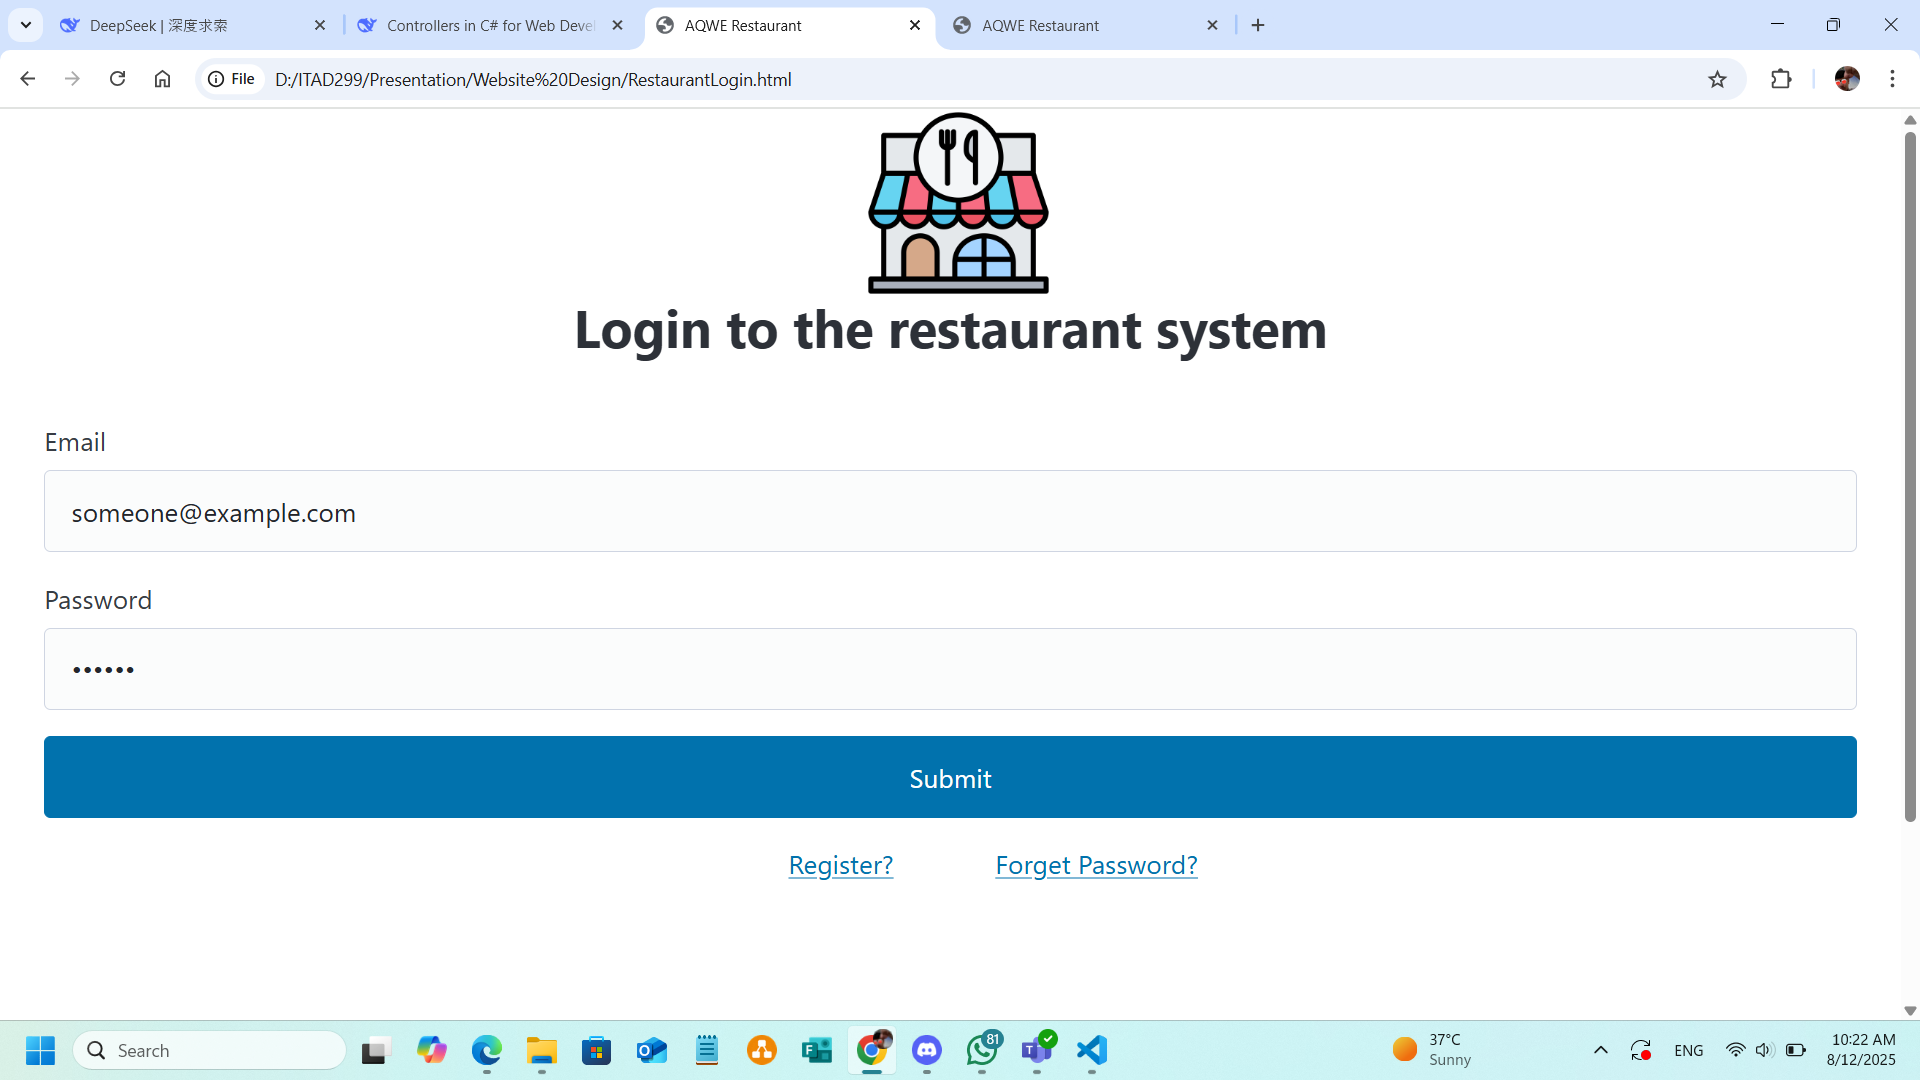 DeepSeek | 深度求索
Controllers in C# for Web Devel
AQWE Restaurant
AQWE Restaurant
File
D:/ITAD299/Presentation/Website%20Design/RestaurantLogin.html
Login to the restaurant system
Email
someone@example.com
Password
••••••
Submit
Register? Forget Password?
Search
81
37°C
Sunny
ENG
10:22 AM
8/12/2025